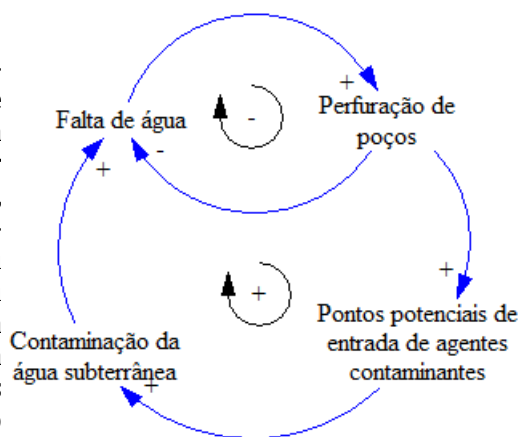 +
Falta de água
-
-
Perfuração de
poços
+
+
+
Pontos potenciais de
entrada de agentes
contaminantes
Contaminação da
água subterrânea
+